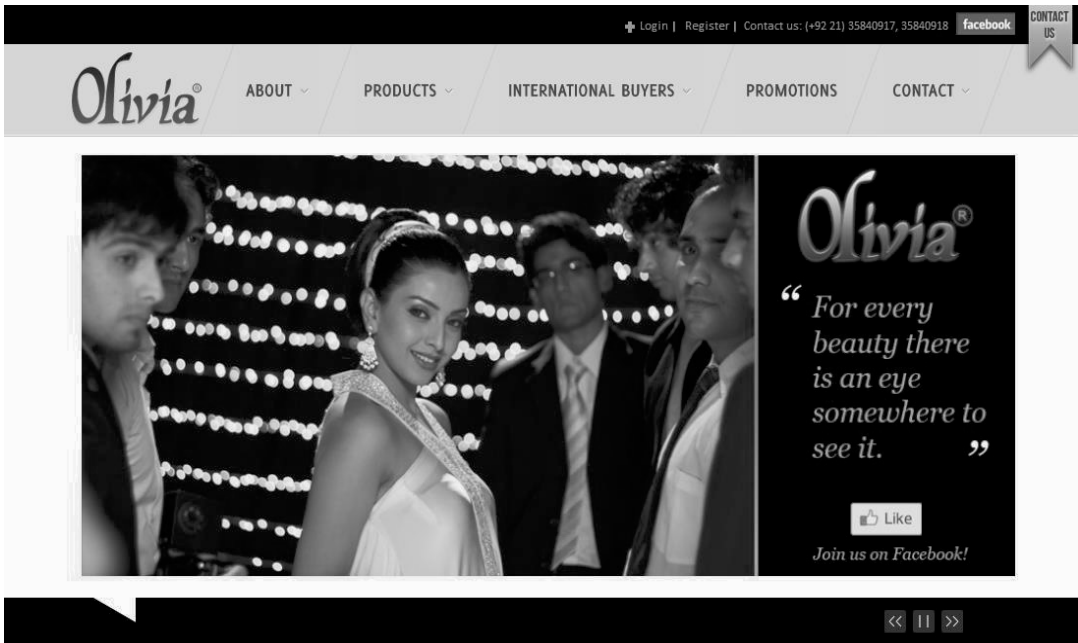 Login | Register | Contact us: (+92 21) 35840917, 35840918 facebook
CONTACT
US
Olivia®
ABOUT PRODUCTS INTERNATIONAL BUYERS PROMOTIONS CONTACT
Olivia®
“ For every
beauty there
is an eye
somewhere to
see it. ”
Like
Join us on Facebook!